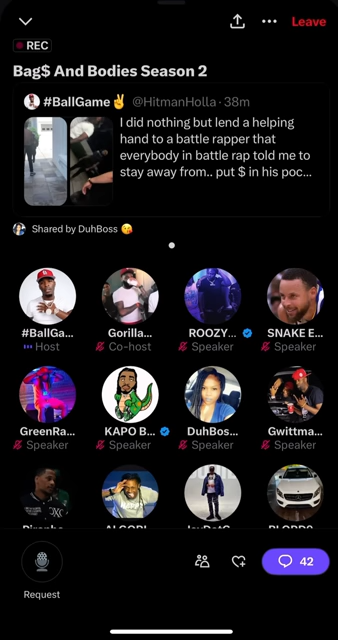 Leave
REC
Bag$ And Bodies Season 2
#BallGame✌️ @HitmanHolla · 38m
I did nothing but lend a helping
hand to a battle rapper that
everybody in battle rap told me to
stay away from.. put $ in his poc...
Shared by DuhBoss 😘
#BallGa... Gorilla... ROOZY... SNAKE E...
Host Co-host Speaker Speaker
GreenRa... KAPO B... DuhBos... Gwittma...
Speaker Speaker Speaker Speaker
42
Request